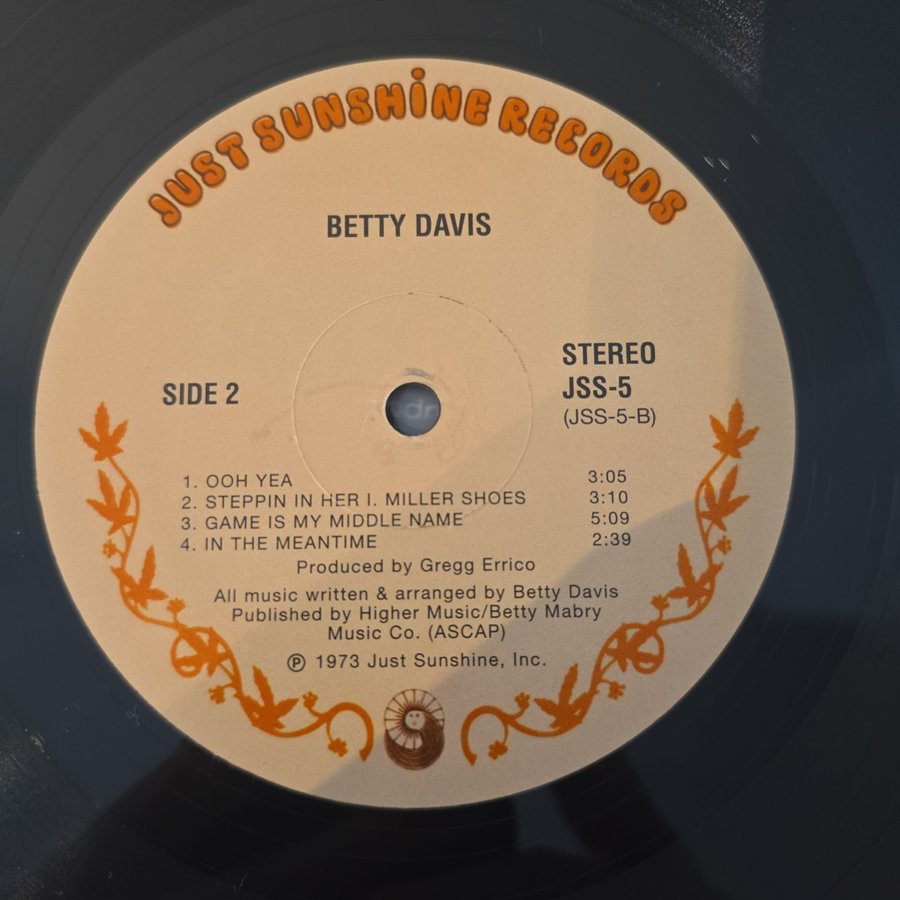 JUST SUNSHINE RECORDS
BETTY DAVIS
SIDE 2
STEREO
JSS-5
(JSS-5-B)
1. OOH YEA 3:05
2. STEPPIN IN HER I. MILLER SHOES 3:10
3. GAME IS MY MIDDLE NAME 5:09
4. IN THE MEANTIME 2:39
Produced by Gregg Errico
All music written & arranged by Betty Davis
Published by Higher Music/Betty Mabry
Music Co. (ASCAP)
℗ 1973 Just Sunshine, Inc.